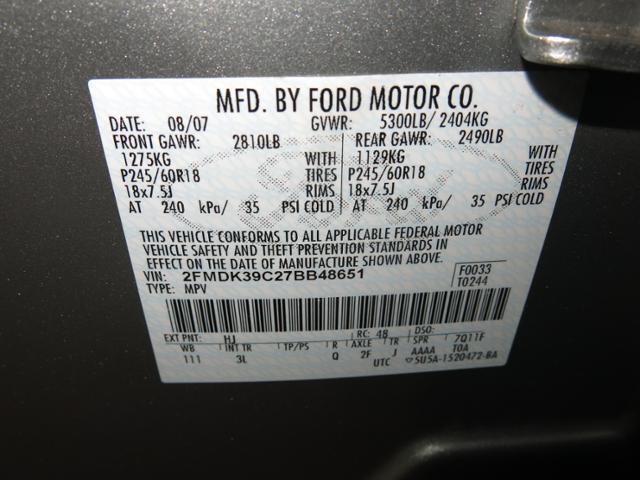 MFD. BY FORD MOTOR CO.
DATE: 08/07 GVWR: 5300LB/ 2404KG
FRONT GAWR: 2810LB REAR GAWR: 2490LB
1275KG WITH 1129KG WITH
P245/60R18 TIRES P245/60R18 TIRES
18x7.5J RIMS 18x7.5J RIMS
AT 240 kPa/ 35 PSI COLD AT 240 kPa/ 35 PSI COLD
THIS VEHICLE CONFORMS TO ALL APPLICABLE FEDERAL MOTOR
VEHICLE SAFETY AND THEFT PREVENTION STANDARDS IN
EFFECT ON THE DATE OF MANUFACTURE SHOWN ABOVE.
VIN: 2FMDK39C27BB48651 F0033
TYPE: MPV T0244
EXT PNT: HJ RC: 48 DSO:
WB INT TR TP/PS R AXLE TR SPR 7Q11F
111 3L Q 2F J AAAA T0A
UTC 5U5A-1520472-BA